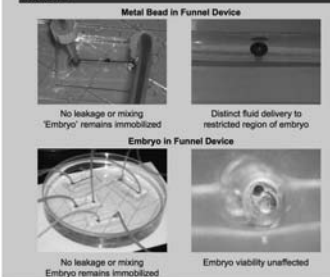 Metal Bead in Funnel Device
No leakage or mixing
'Embryo' remains immobilized
Distinct fluid delivery to
restricted region of embryo
Embryo in Funnel Device
No leakage or mixing
Embryo remains immobilized
Embryo viability unaffected